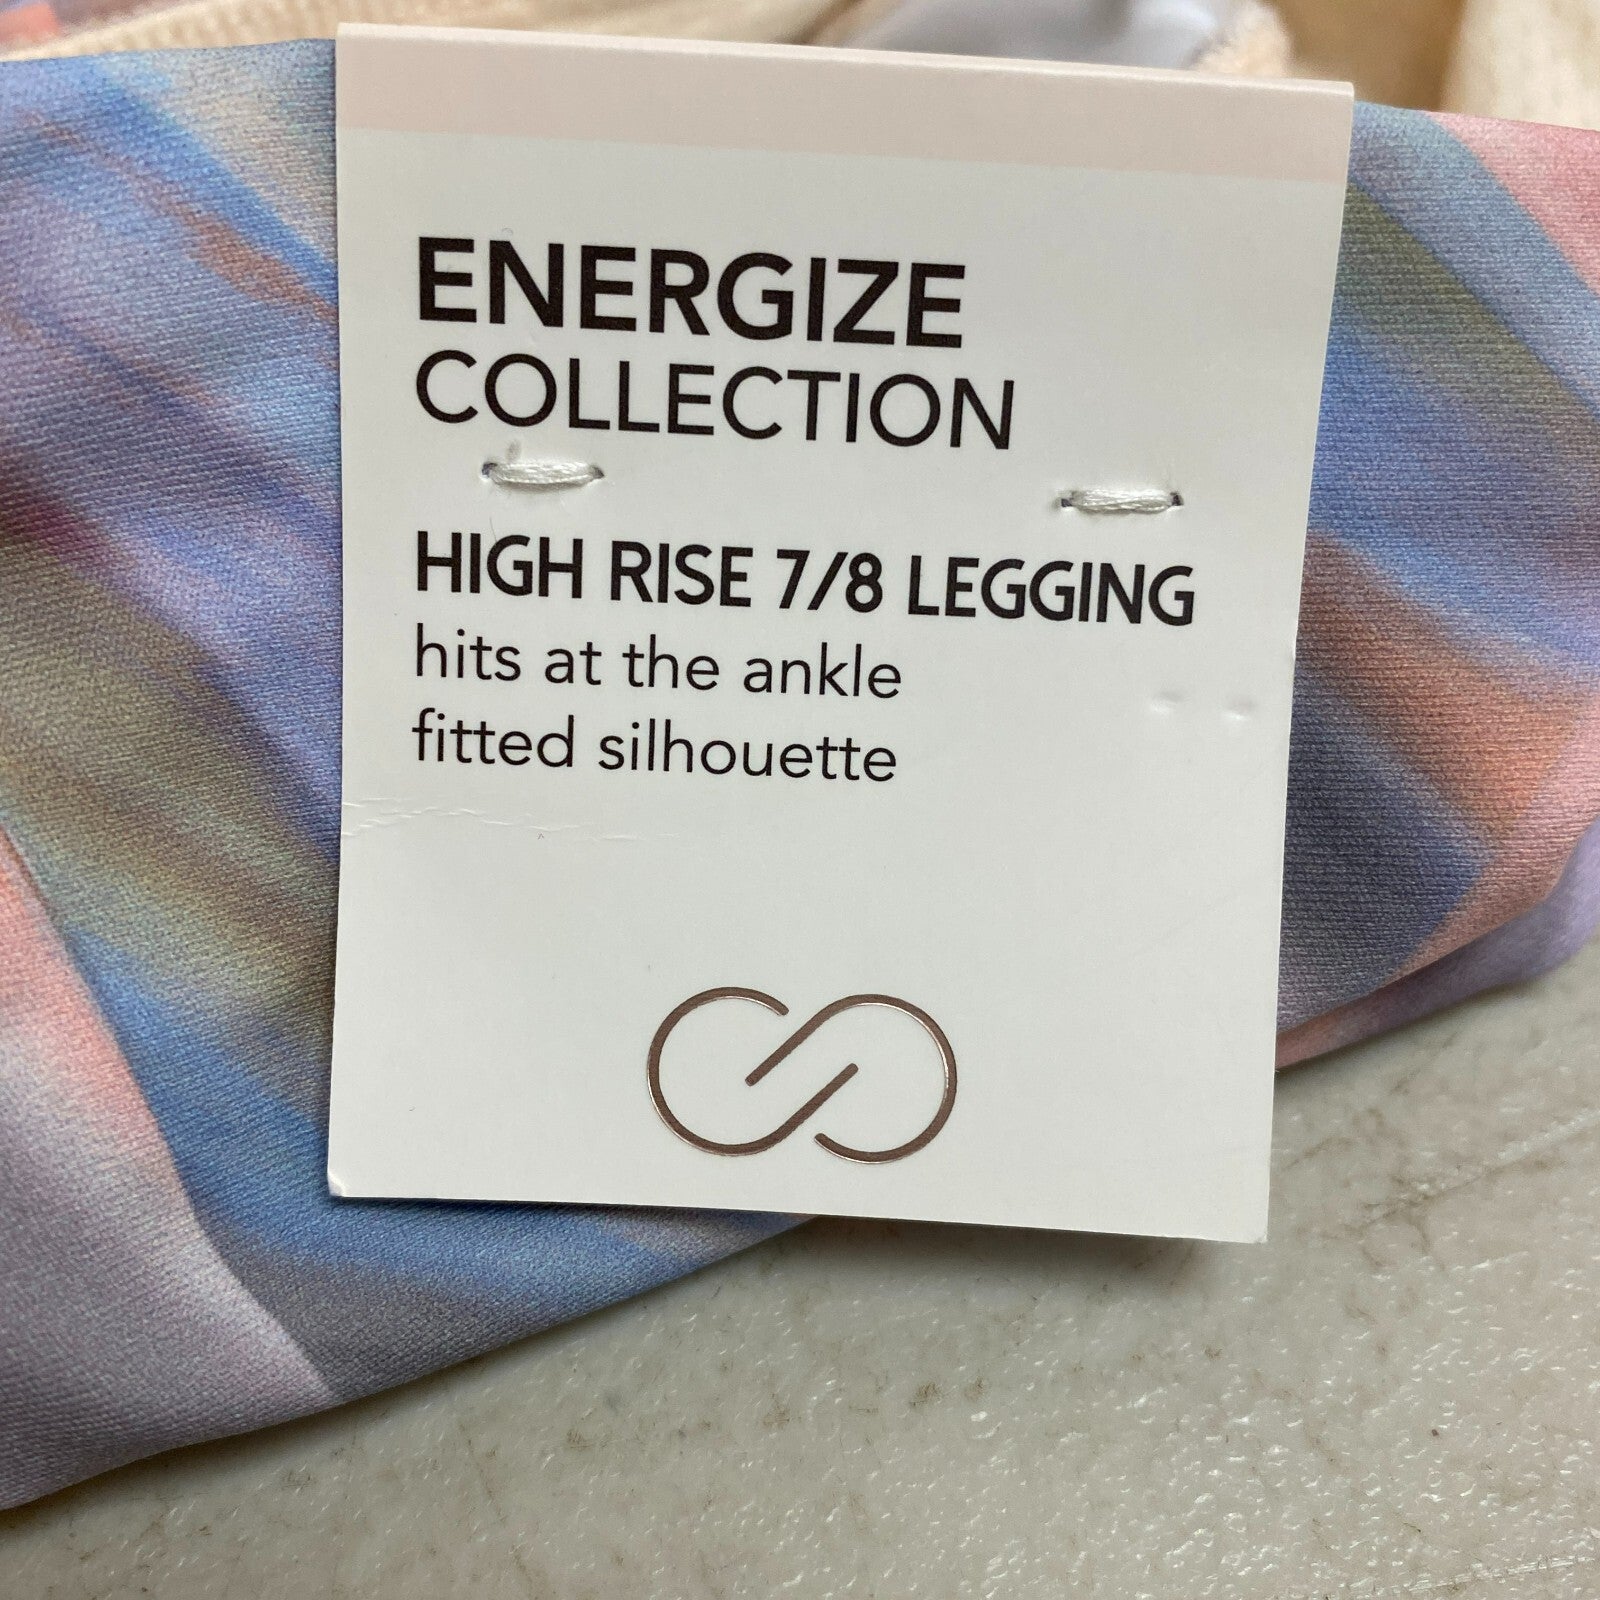 ENERGIZE
COLLECTION
HIGH RISE 7/8 LEGGING
hits at the ankle
fitted silhouette